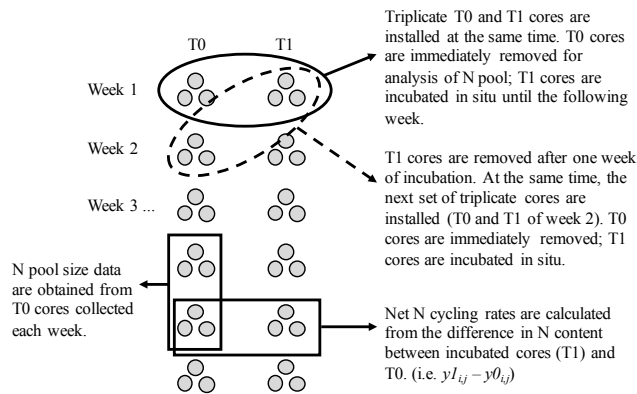 T0 T1
Triplicate T0 and T1 cores are
installed at the same time. T0 cores
are immediately removed for
analysis of N pool; T1 cores are
incubated in situ until the following
week.
Week 1
Week 2
T1 cores are removed after one week
of incubation. At the same time, the
next set of triplicate cores are
installed (T0 and T1 of week 2). T0
cores are immediately removed; T1
cores are incubated in situ.
Week 3 ...
N pool size data
are obtained from
T0 cores collected
each week.
Net N cycling rates are calculated
from the difference in N content
between incubated cores (T1) and
T0. (i.e. y1i,j – y0i,j)